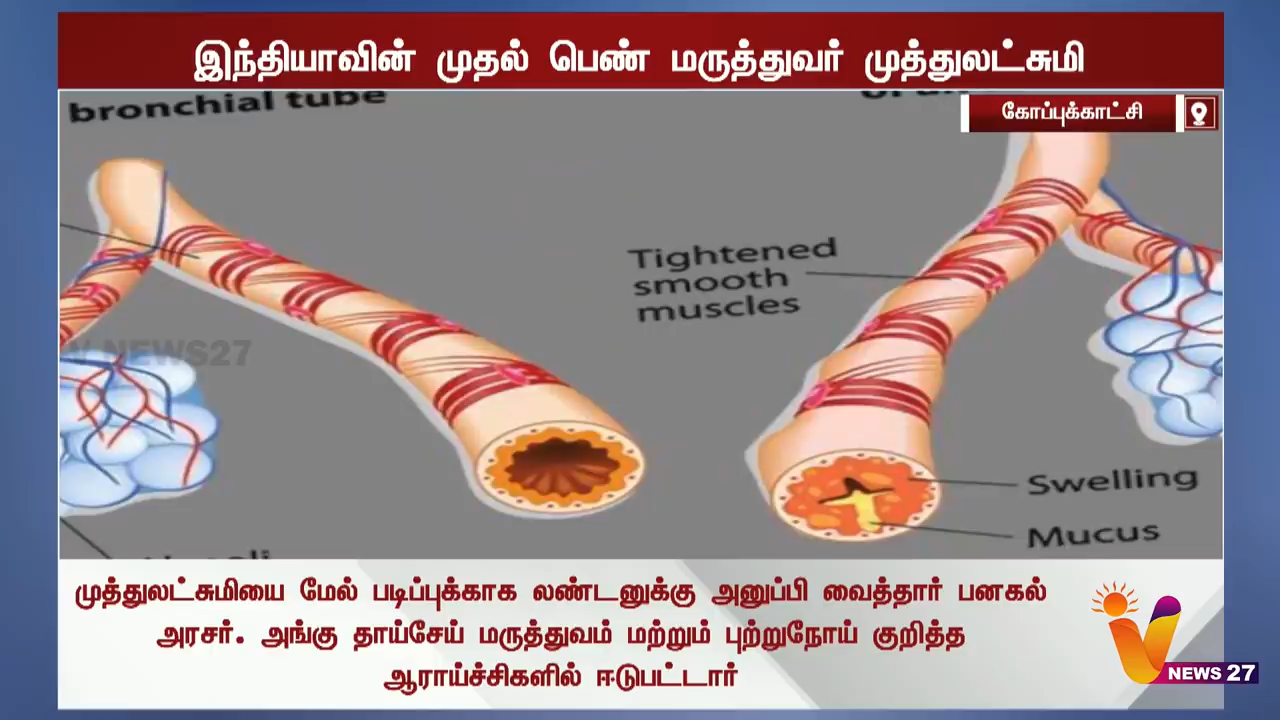 இந்தியாவின் முதல் பெண் மருத்துவர் முத்துலட்சுமி
bronchial tube
கோப்புக்காட்சி
Tightened
smooth
muscles
V NEWS27
Swelling
Mucus
முத்துலட்சுமியை மேல் படிப்புக்காக லண்டனுக்கு அனுப்பி வைத்தார் பனகல்
அரசர். அங்கு தாய்சேய் மருத்துவம் மற்றும் புற்றுநோய் குறித்த
ஆராய்ச்சிகளில் ஈடுபட்டார்
NEWS 27